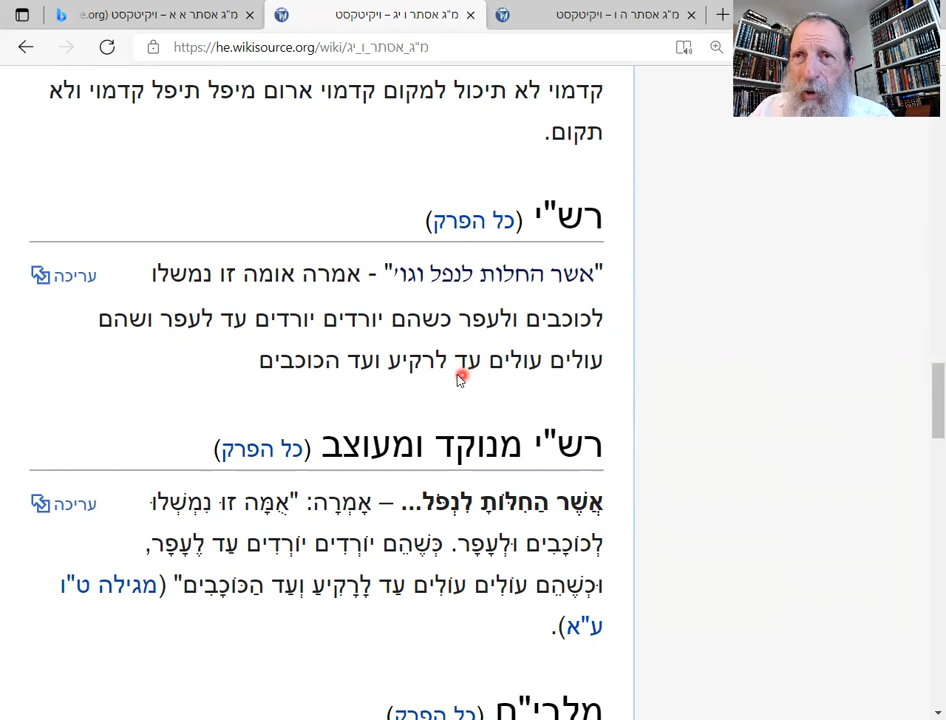 מ"ג אסתר א א – ויקיטקסט (e.org
מ"ג אסתר ו יג – ויקיטקסט
מ"ג אסתר ה ו – ויקיטקסט
https://he.wikisource.org/wiki/מ"ג_אסתר_ו_יג
קדמוי לא תיכול למקום קדמוי ארום מיפל תיפל קדמוי ולא
תקום.
רש"י (כל הפרק)
"אשר החלות לנפל וגו'" - אמרה אומה זו נמשלו
עריכה
לכוכבים ולעפר כשהם יורדים יורדים עד לעפר ושהם
עולים עולים עד לרקיע ועד הכוכבים
רש"י מנוקד ומעוצב (כל הפרק)
אֲשֶׁר הַחִלּוֹתָ לִנְפֹּל... – אָמְרָה: "אֻמָּה זוּ נִמְשְׁלוּ
עריכה
לְכוֹכָבִים וּלְעָפָר. כְּשֶׁהֵם יוֹרְדִים יוֹרְדִים עַד לֶעָפָר,
וּכְשֶׁהֵם עוֹלִים עוֹלִים עַד לָרָקִיעַ וְעַד הַכּוֹכָבִים" (מגילה ט"ו
ע"א).
מלבי"ם (כל הפרק)